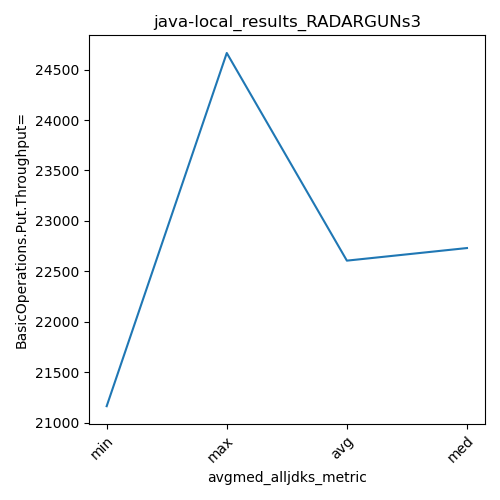 java-local_results_RADARGUNs3
BasicOperations.Put.Throughput=
24500
24000
23500
23000
22500
22000
21500
21000
min
max
avg
med
avgmed_alljdks_metric